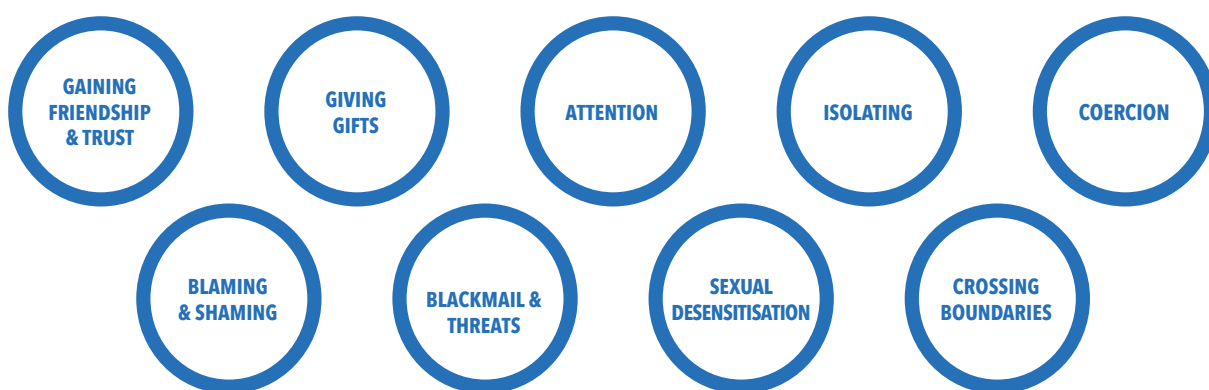 GAINING
FRIENDSHIP
& TRUST
GIVING
GIFTS
ATTENTION
ISOLATING
COERCION
BLAMING
& SHAMING
BLACKMAIL &
THREATS
SEXUAL
DESENSITISATION
CROSSING
BOUNDARIES